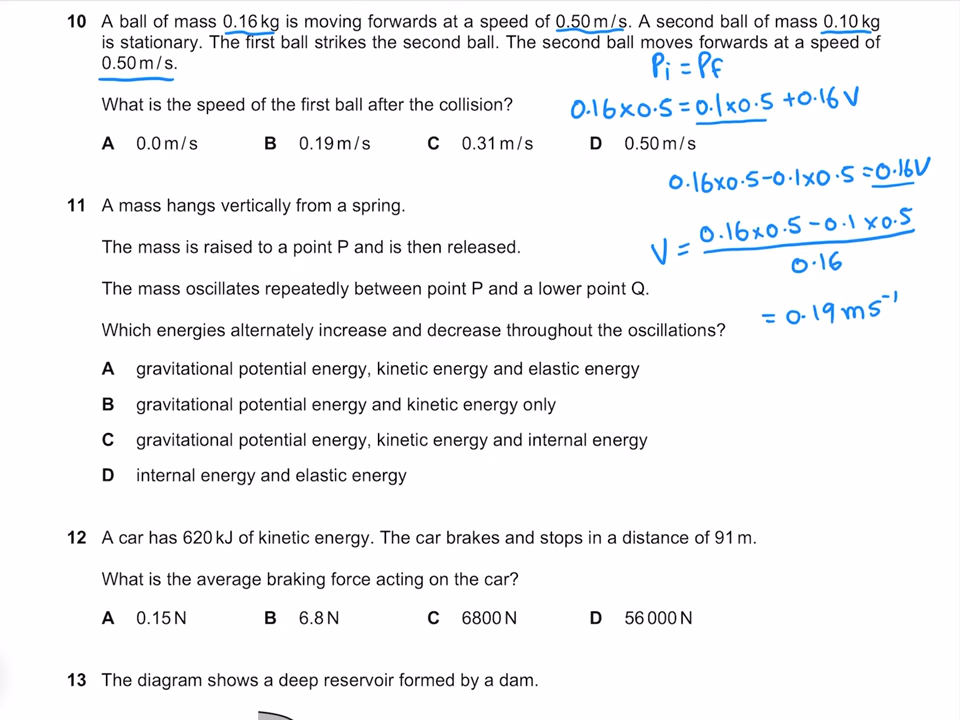 10 A ball of mass 0.16 kg is moving forwards at a speed of 0.50 m / s. A second ball of mass 0.10 kg
is stationary. The first ball strikes the second ball. The second ball moves forwards at a speed of
0.50 m / s.
Pi = Pf
What is the speed of the first ball after the collision?
0.16×0.5 = 0.1×0.5 + 0.16 V
A 0.0 m / s B 0.19 m / s C 0.31 m / s D 0.50 m / s
0.16×0.5 - 0.1×0.5 = 0.16V
11 A mass hangs vertically from a spring.
The mass is raised to a point P and is then released.
V = 0.16×0.5 - 0.1 ×0.5
0.16
The mass oscillates repeatedly between point P and a lower point Q.
= 0.19 ms⁻¹
Which energies alternately increase and decrease throughout the oscillations?
A gravitational potential energy, kinetic energy and elastic energy
B gravitational potential energy and kinetic energy only
C gravitational potential energy, kinetic energy and internal energy
D internal energy and elastic energy
12 A car has 620 kJ of kinetic energy. The car brakes and stops in a distance of 91 m.
What is the average braking force acting on the car?
A 0.15 N B 6.8 N C 6800 N D 56 000 N
13 The diagram shows a deep reservoir formed by a dam.